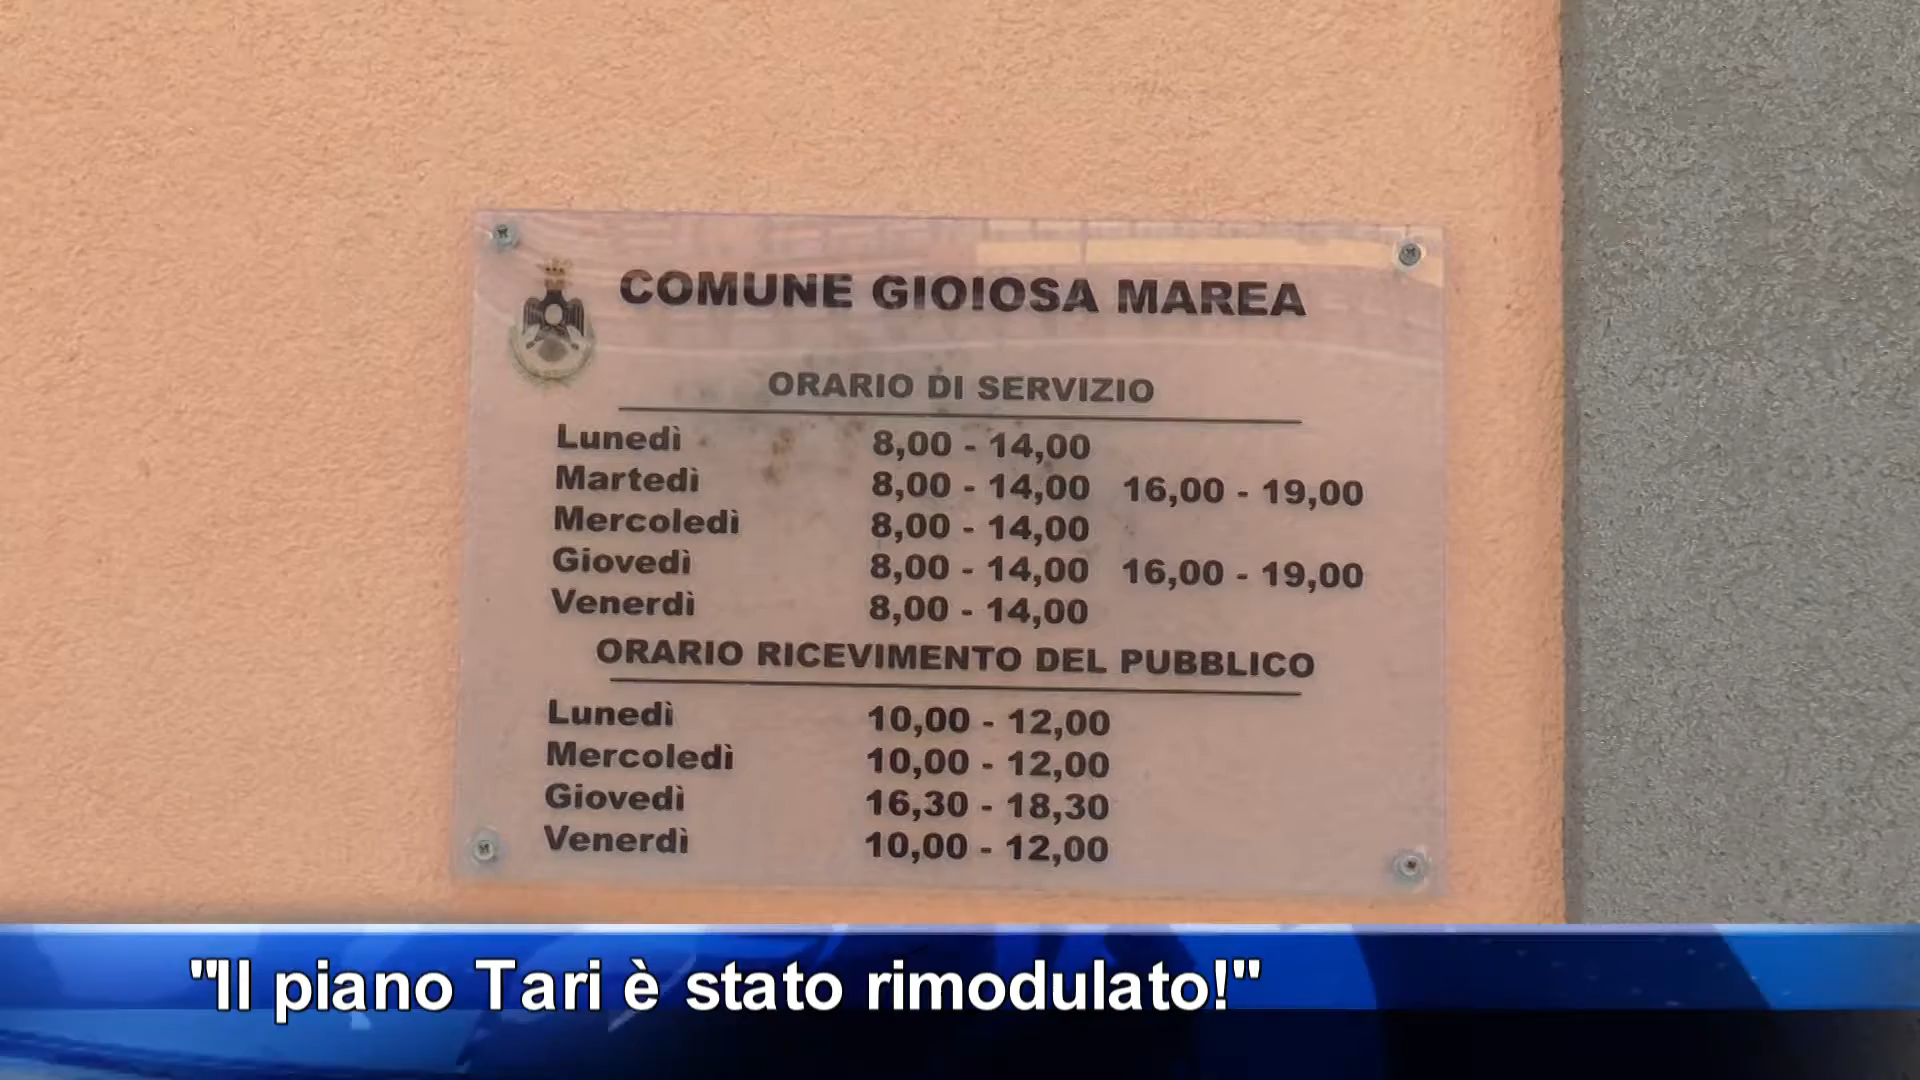 COMUNE GIOIOSA MAREA
ORARIO DI SERVIZIO
Lunedì 8,00 - 14,00
Martedì 8,00 - 14,00 16,00 - 19,00
Mercoledì 8,00 - 14,00
Giovedì 8,00 - 14,00 16,00 - 19,00
Venerdì 8,00 - 14,00
ORARIO RICEVIMENTO DEL PUBBLICO
Lunedì 10,00 - 12,00
Mercoledì 10,00 - 12,00
Giovedì 16,30 - 18,30
Venerdì 10,00 - 12,00
"Il piano Tari è stato rimodulato!"